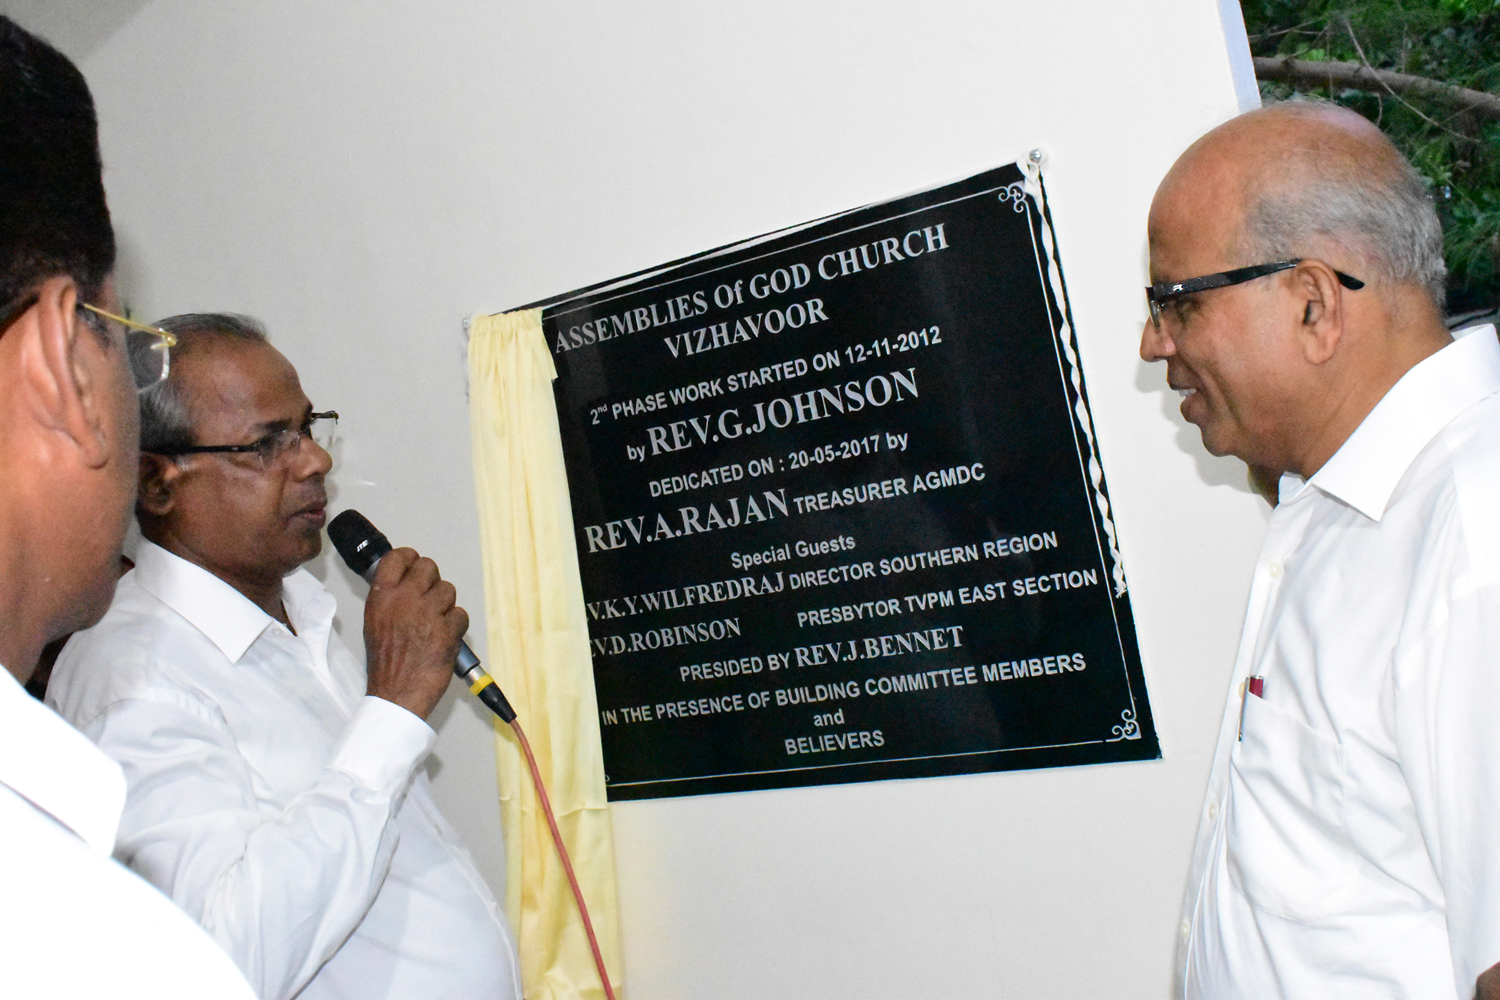 ASSEMBLIES Of GOD CHURCH
VIZHAVOOR
2nd PHASE WORK STARTED ON 12-11-2012
by REV.G.JOHNSON
DEDICATED ON : 20-05-2017 by
REV.A.RAJAN TREASURER AGMDC
Special Guests
V.K.Y.WILFREDRAJ DIRECTOR SOUTHERN REGION
EV.D.ROBINSON PRESBYTOR TVPM EAST SECTION
PRESIDED BY REV.J.BENNET
IN THE PRESENCE OF BUILDING COMMITTEE MEMBERS
and
BELIEVERS